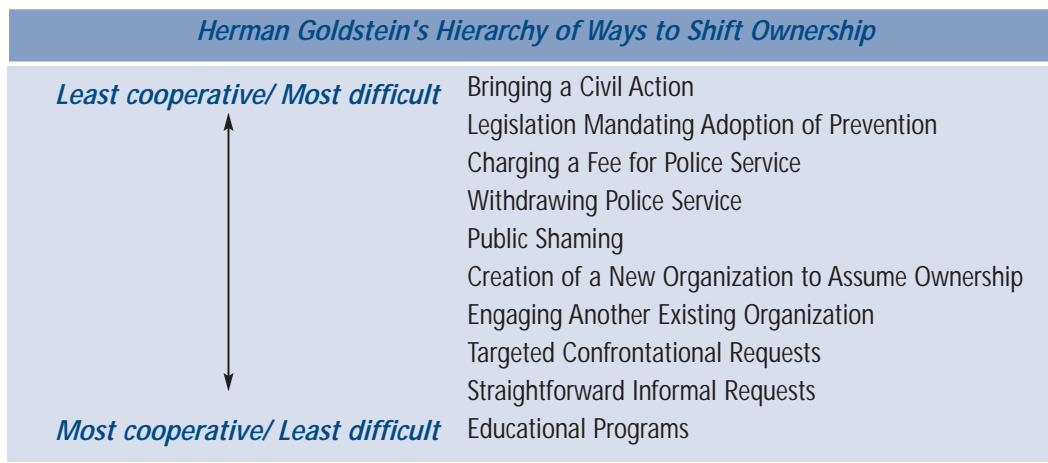 Herman Goldstein's Hierarchy of Ways to Shift Ownership
Least cooperative/ Most difficult Bringing a Civil Action
Legislation Mandating Adoption of Prevention
Charging a Fee for Police Service
Withdrawing Police Service
Public Shaming
Creation of a New Organization to Assume Ownership
Engaging Another Existing Organization
Targeted Confrontational Requests
Straightforward Informal Requests
Most cooperative/ Least difficult Educational Programs